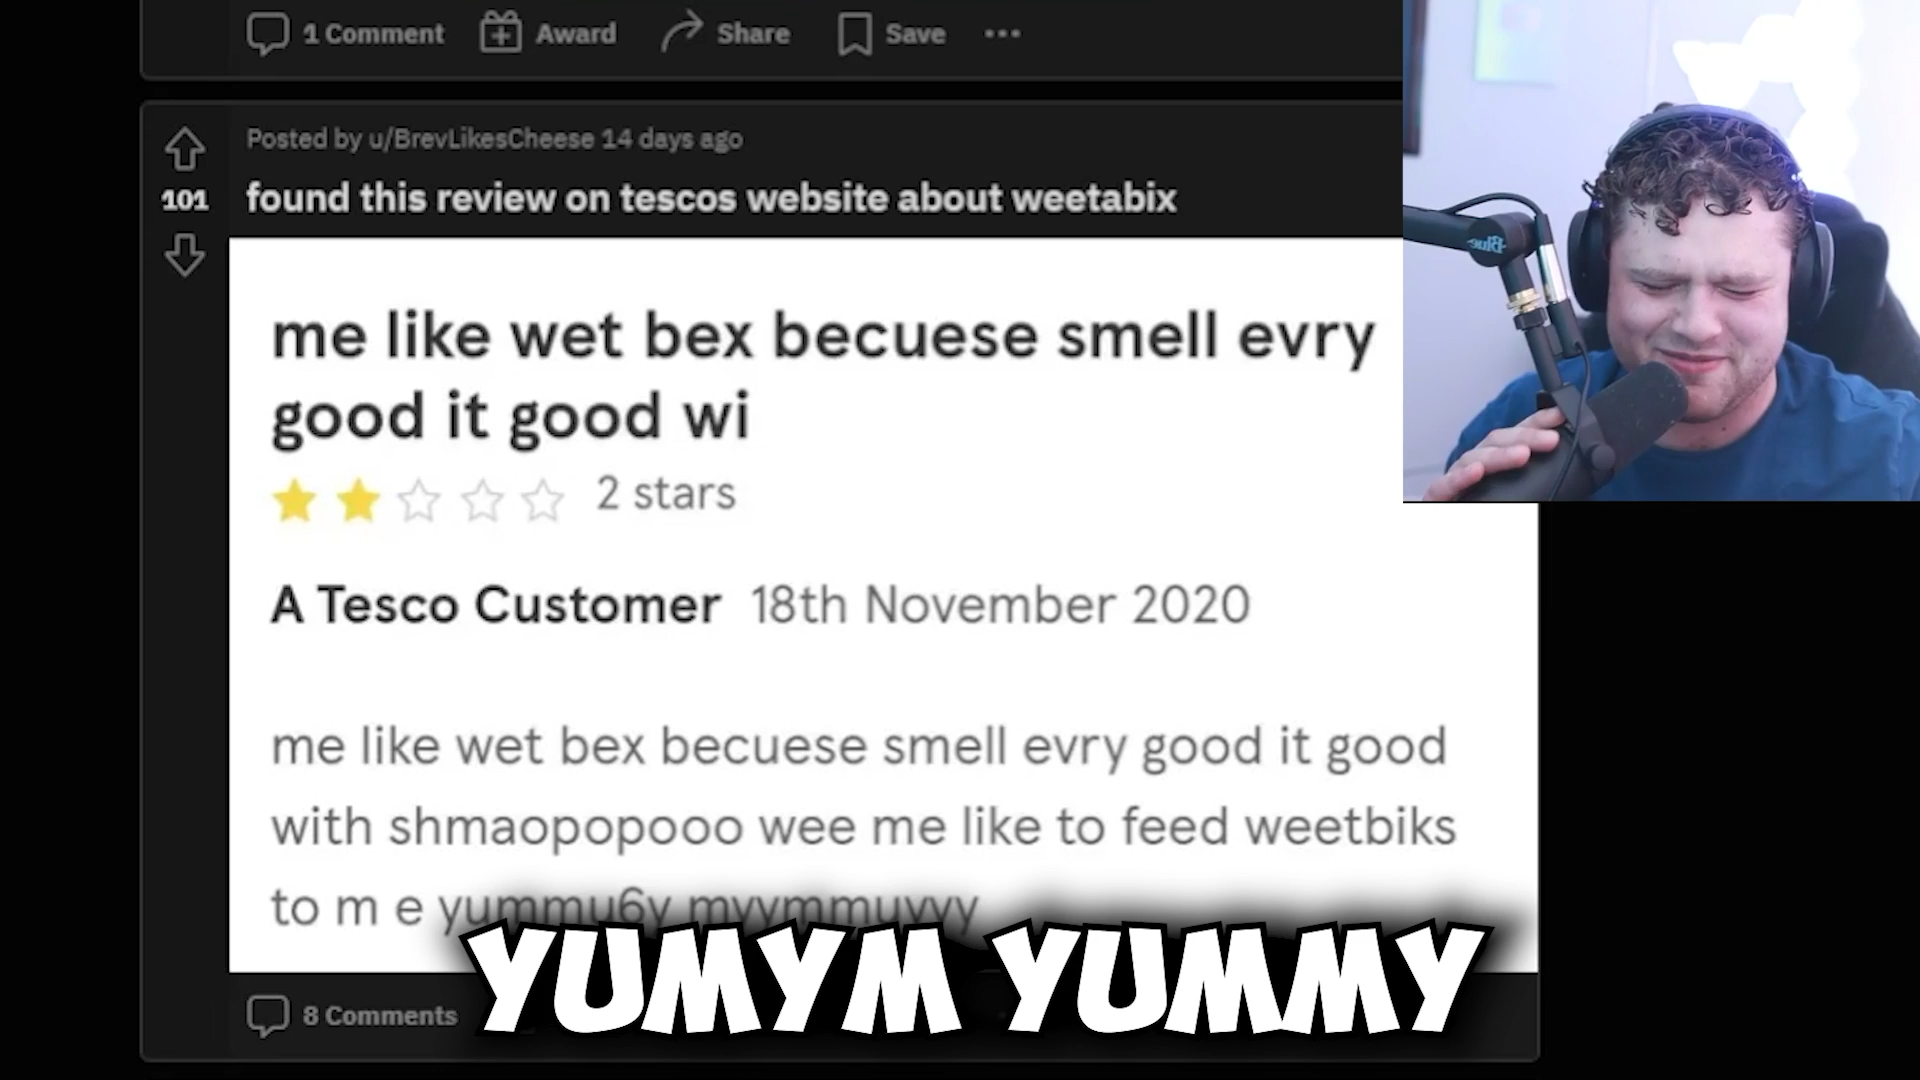 1 Comment Award Share Save
Posted by u/BrevLikesCheese 14 days ago
101
found this review on tescos website about weetabix
me like wet bex becuese smell evry
good it good wi
2 stars
A Tesco Customer 18th November 2020
me like wet bex becuese smell evry good it good
with shmaopopooo wee me like to feed weetbiks
to m e yummu6y
YUMYM YUMMY
8 Comments
Blue